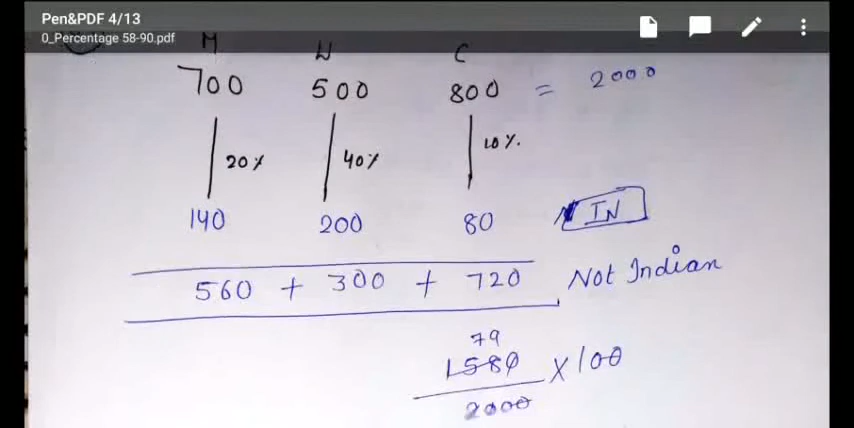 Pen&PDF 4/13
0_Percentage 58-90.pdf
M W C
700 500 800 = 2000
20% 40% 10%
140 200 80 IN
560 + 300 + 720 Not Indian
79
1580 × 100
2000